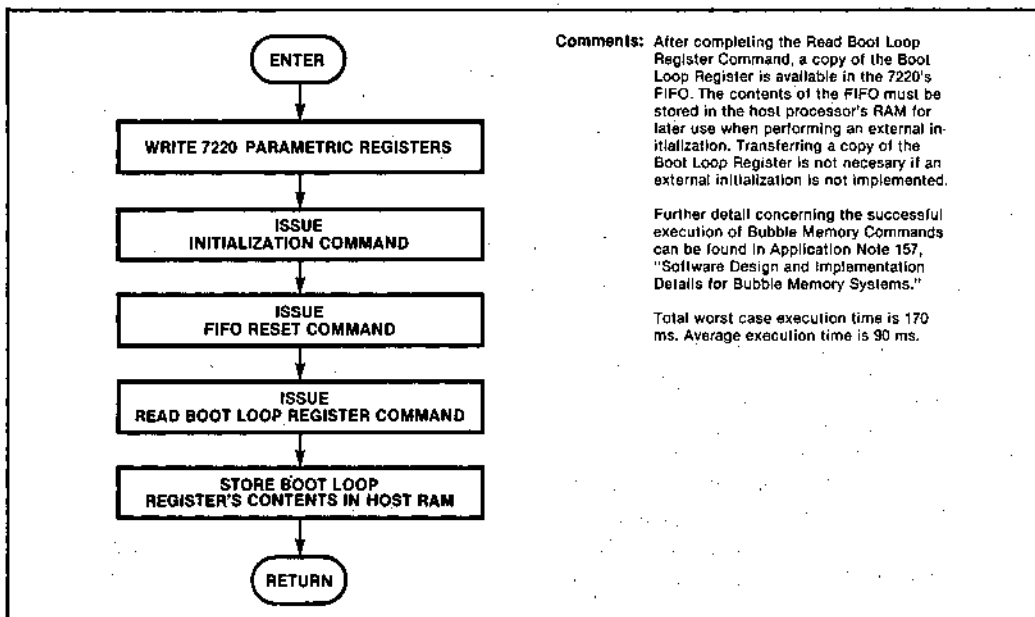 ENTER
WRITE 7220 PARAMETRIC REGISTERS
ISSUE
INITIALIZATION COMMAND
ISSUE
FIFO RESET COMMAND
ISSUE
READ BOOT LOOP REGISTER COMMAND
STORE BOOT LOOP
REGISTER'S CONTENTS IN HOST RAM
RETURN
Comments: After completing the Read Boot Loop
Register Command, a copy of the Boot
Loop Register is available in the 7220's
FIFO. The contents of the FIFO must be
stored in the host processor's RAM for
later use when performing an external in-
itialization. Transferring a copy of the
Boot Loop Register is not necesary if an
external initialization is not implemented.
Further detail concerning the successful
execution of Bubble Memory Commands
can be found in Application Note 157,
"Software Design and Implementation
Details for Bubble Memory Systems."
Total worst case execution time is 170
ms. Average execution time is 90 ms.